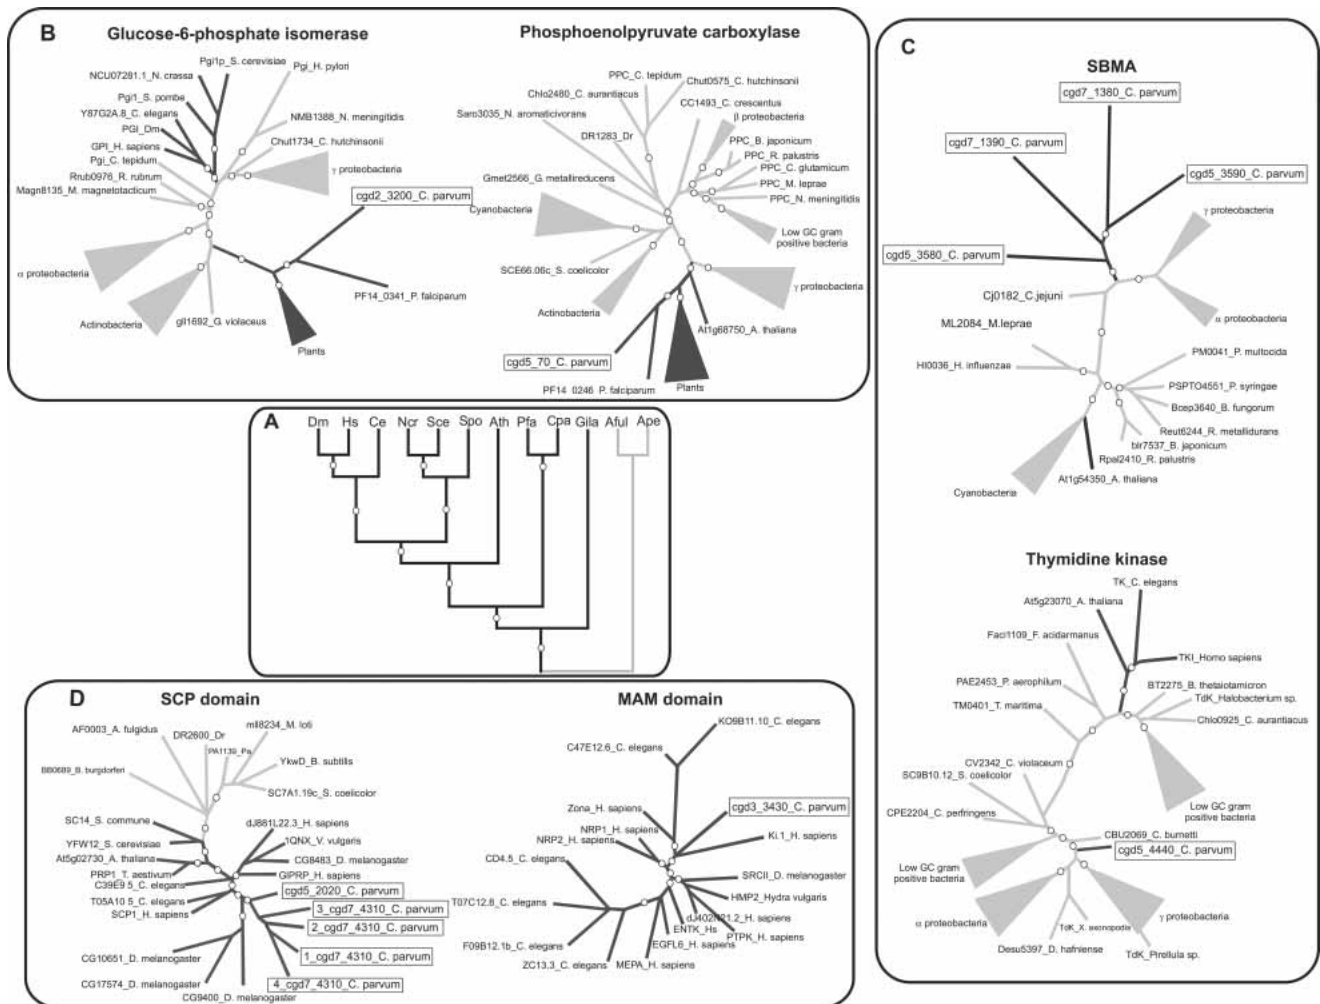 B
Glucose-6-phosphate isomerase
Pgi1p_S. cerevisiae
NCU07281.1_N. crassa
Pgi_H. pylori
Pgi1_S. pombe
Y87G2A.8_C. elegans
PGI_Dm
GPI_H. sapiens
Pgi_C. tepidum
Rrub0976_R. rubrum
Magn8135_M. magnetotacticum
NMB1388_N. meningitidis
Chut1734_C. hutchinsonii
γ proteobacteria
cgd2_3200_C. parvum
α proteobacteria
Actinobacteria
gll1692_G. violaceus
PF14_0341_P. falciparum
Plants
Phosphoenolpyruvate carboxylase
PPC_C. tepidum
Chut0575_C. hutchinsonii
Chlo2480_C. aurantiacus
CC1493_C. crescentus
Saro3035_N. aromaticivorans
β proteobacteria
DR1283_Dr
PPC_B. japonicum
PPC_R. palustris
PPC_C. glutamicum
PPC_M. leprae
PPC_N. meningitidis
Gmet2566_G. metallireducens
Cyanobacteria
Low GC gram
positive bacteria
SCE66.06c_S. coelicolor
γ proteobacteria
Actinobacteria
At1g68750_A. thaliana
cgd5_70_C. parvum
PF14_0246_P. falciparum
Plants
C
SBMA
cgd7_1380_C. parvum
cgd7_1390_C. parvum
cgd5_3590_C. parvum
γ proteobacteria
cgd5_3580_C. parvum
Cj0182_C.jejuni
α proteobacteria
ML2084_M.leprae
PM0041_P. multocida
HI0036_H. influenzae
PSPTO4551_P. syringae
Bcep3640_B. fungorum
Reut6244_R. metallidurans
blr7537_B. japonicum
Rpal2410_R. palustris
At1g54350_A. thaliana
Cyanobacteria
Thymidine kinase
TK_C. elegans
At5g23070_A. thaliana
Faci1109_F. acidarmanus
TKI_Homo sapiens
PAE2453_P. aerophilum
BT2275_B. thetaiotamicron
TdK_Halobacterium sp.
TM0401_T. maritima
Chlo0925_C. aurantiacus
CV2342_C. violaceum
SC9B10.12_S. coelicolor
Low GC gram
positive bacteria
CPE2204_C. perfringens
CBU2069_C. burnetti
cgd5_4440_C. parvum
Low GC gram
positive bacteria
α proteobacteria
γ proteobacteria
TdK_X. axonopodis
Desu5397_D. hafniense
TdK_Pirellula sp.
A
Dm Hs Ce Ncr Sce Spo Ath Pfa Cpa Gila Aful Ape
D
SCP domain
AF0003_A. fulgidus
mll8234_M. loti
DR2600_Dr
PA1139_Pa
BB0689_B. burgdorferi
YkwD_B. subtilis
SC7A1.19c_S. coelicolor
SC14_S. commune
dJ881L22.3_H. sapiens
YFW12_S. cerevisiae
1QNX_V. vulgaris
At5g02730_A. thaliana
CG8483_D. melanogaster
PRP1_T. aestivum
GIPRP_H. sapiens
C39E9 5_C. elegans
cgd5_2020_C. parvum
T05A10 5_C. elegans
3_cgd7_4310_C. parvum
SCP1_H. sapiens
2_cgd7_4310_C. parvum
CG10651_D. melanogaster
1_cgd7_4310_C. parvum
CG17574_D. melanogaster
4_cgd7_4310_C. parvum
CG9400_D. melanogaster
MAM domain
KO9B11.10_C. elegans
C47E12.6_C. elegans
Zona_H. sapiens
cgd3_3430_C. parvum
NRP1_H. sapiens
NRP2_H. sapiens
Ki.1_H. sapiens
CD4.5_C. elegans
SRCII_D. melanogaster
T07C12.8_C. elegans
HMP2_Hydra vulgaris
dJ402N21.2_H. sapiens
ENTK_Hs
PTPK_H. sapiens
F09B12.1b_C. elegans
EGFL6_H. sapiens
ZC13.3_C. elegans
MEPA_H. sapiens